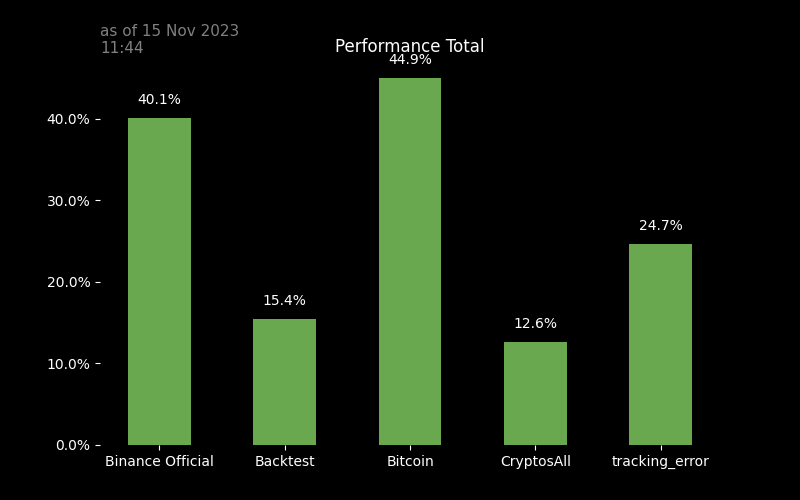 as of 15 Nov 2023
11:44
Performance Total
44.9%
40.1%
40.0%
30.0%
24.7%
20.0%
15.4%
12.6%
10.0%
0.0%
Binance Official
Backtest
Bitcoin
CryptosAll
tracking_error